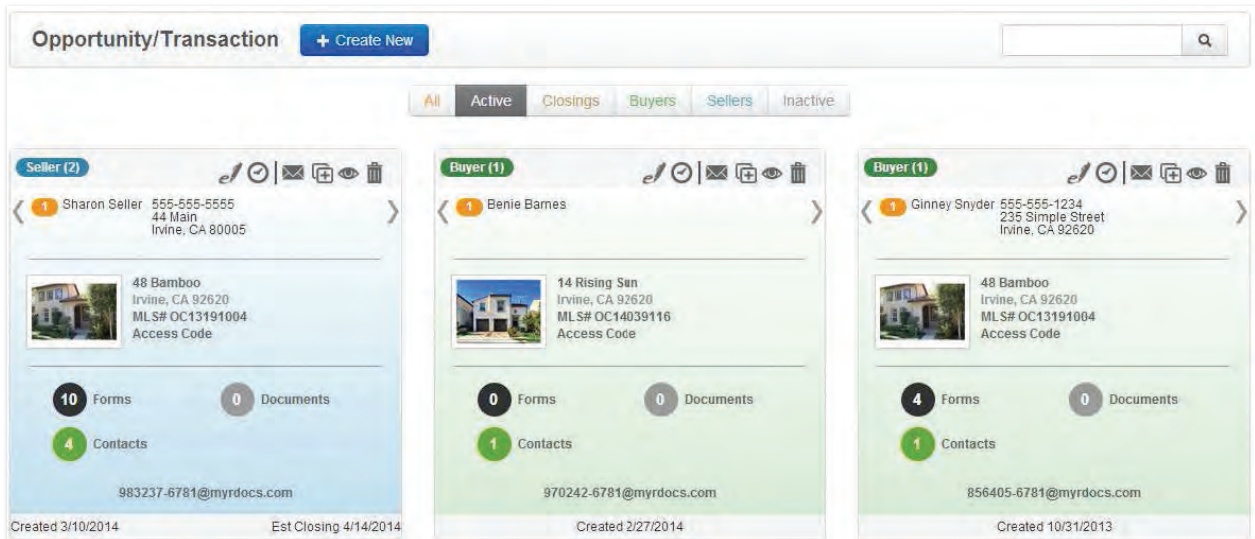 Opportunity/Transaction
+ Create New
All Active Closings Buyers Sellers Inactive
Seller (2)
1 Sharon Seller 555-555-5555
44 Main
Irvine, CA 80005
48 Bamboo
Irvine, CA 92620
MLS# OC13191004
Access Code
10 Forms 0 Documents
4 Contacts
983237-6781@myrdocs.com
Created 3/10/2014 Est Closing 4/14/2014
Buyer (1)
1 Benie Barnes
14 Rising Sun
Irvine, CA 92620
MLS# OC14039116
Access Code
0 Forms 0 Documents
1 Contacts
970242-6781@myrdocs.com
Created 2/27/2014
Buyer (1)
1 Ginney Snyder 555-555-1234
235 Simple Street
Irvine, CA 92620
48 Bamboo
Irvine, CA 92620
MLS# OC13191004
Access Code
4 Forms 0 Documents
1 Contacts
856405-6781@myrdocs.com
Created 10/31/2013